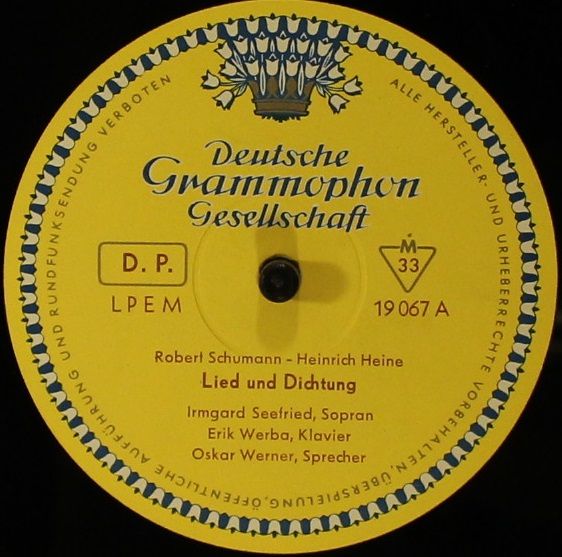 Deutsche
Grammophon
Gesellschaft
D. P.
LPEM
M
33
19 067 A
Robert Schumann - Heinrich Heine
Lied und Dichtung
Irmgard Seefried, Sopran
Erik Werba, Klavier
Oskar Werner, Sprecher
ALLE HERSTELLER- UND URHEBERRECHTE VORBEHALTEN, ÜBERSPIELUNG, ÖFFENTLICHE AUFFÜHRUNG UND RUNDFUNKSENDUNG VERBOTEN